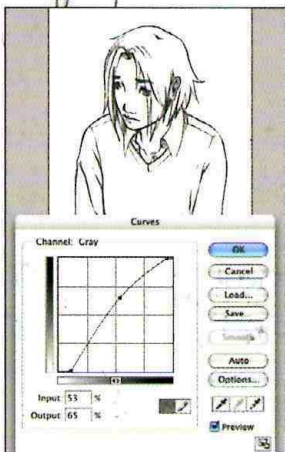 Curves
Channel: Gray
OK
Cancel
Load...
Save...
Smooth
Auto
Options...
Input: 53 %
Output: 65 %
Preview